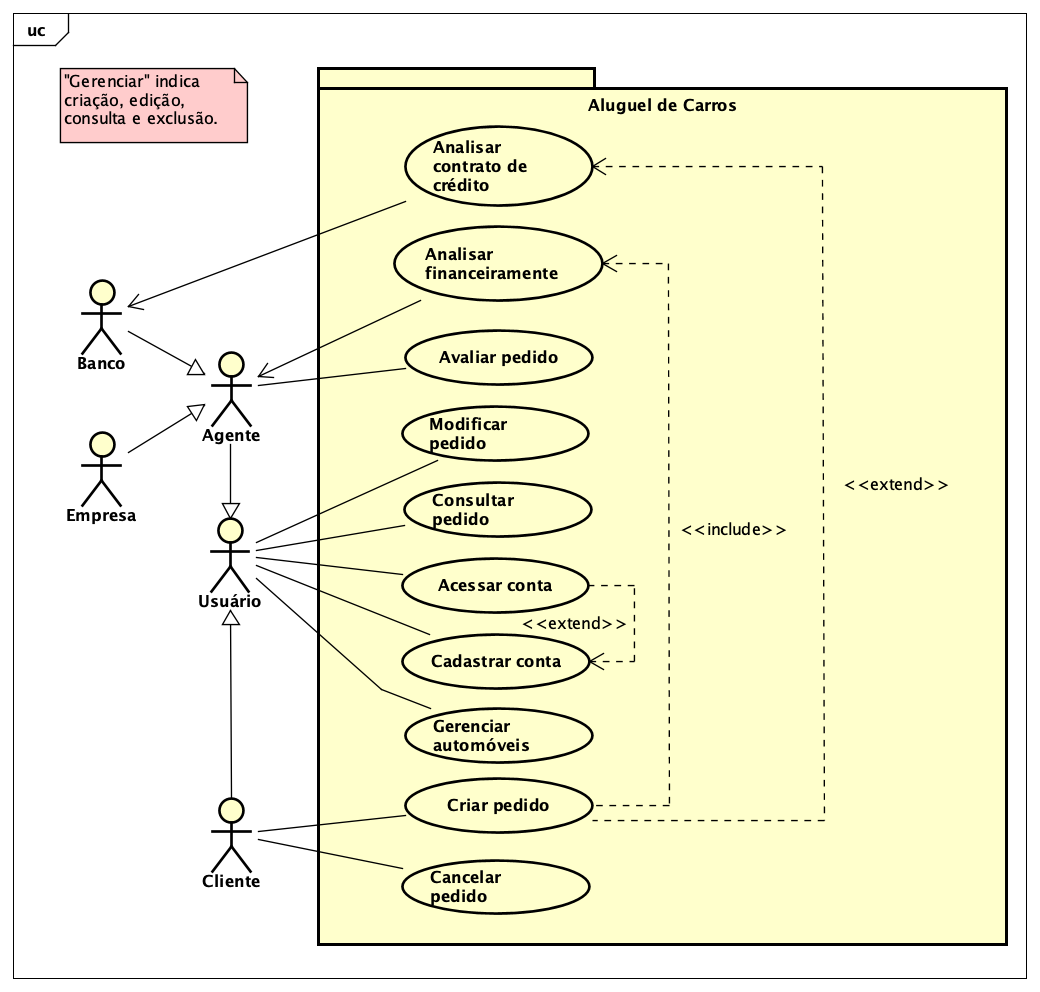 uc
"Gerenciar" indica
criação, edição,
consulta e exclusão.
Aluguel de Carros
Analisar
contrato de
crédito
Analisar
financeiramente
Banco
Avaliar pedido
Agente
Modificar
pedido
Empresa
<<extend>>
Consultar
pedido
<<include>>
Acessar conta
Usuário
<<extend>>
Cadastrar conta
Gerenciar
automóveis
Criar pedido
Cliente
Cancelar
pedido